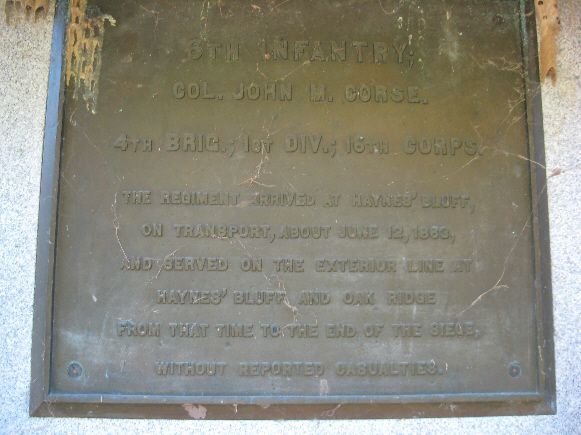 6TH INFANTRY;
COL. JOHN M. CORSE.
4TH BRIG.; 1ST DIV.; 16TH CORPS.
THE REGIMENT ARRIVED AT HAYNES' BLUFF,
ON TRANSPORT, ABOUT JUNE 12, 1863,
AND SERVED ON THE EXTERIOR LINE AT
HAYNES' BLUFF AND OAK RIDGE
FROM THAT TIME TO THE END OF THE SIEGE,
WITHOUT REPORTED CASUALTIES.